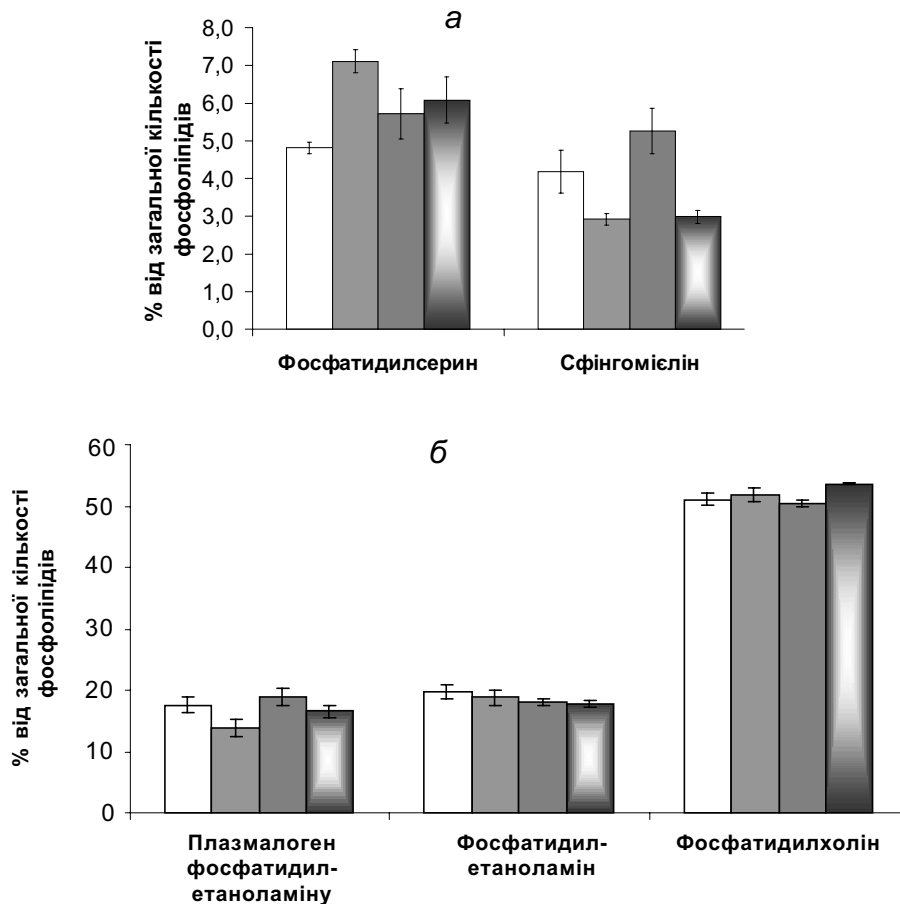 а
8,0
7,0
6,0
5,0
4,0
3,0
2,0
1,0
0,0
% від загальної кількості
фосфоліпідів
Фосфатидилсерин
Сфінгомієлін
б
60
50
40
30
20
10
0
% від загальної кількості
фосфоліпідів
Плазмалоген
фосфатидил-
етаноламіну
Фосфатидил-
етаноламін
Фосфатидилхолін